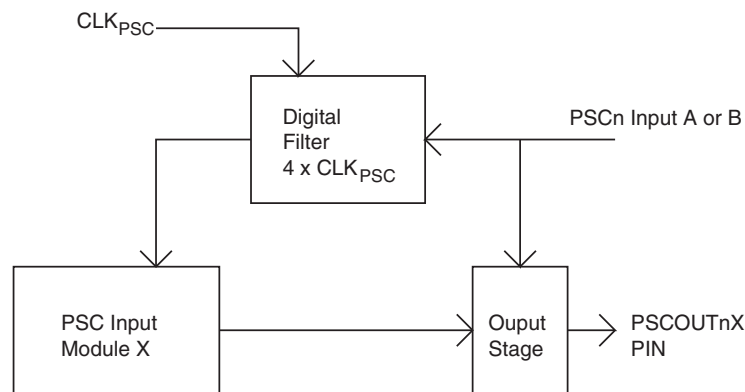 CLKPSC
Digital
Filter
4 x CLKPSC
PSCn Input A or B
PSC Input
Module X
Ouput
Stage
PSCOUTnX
PIN